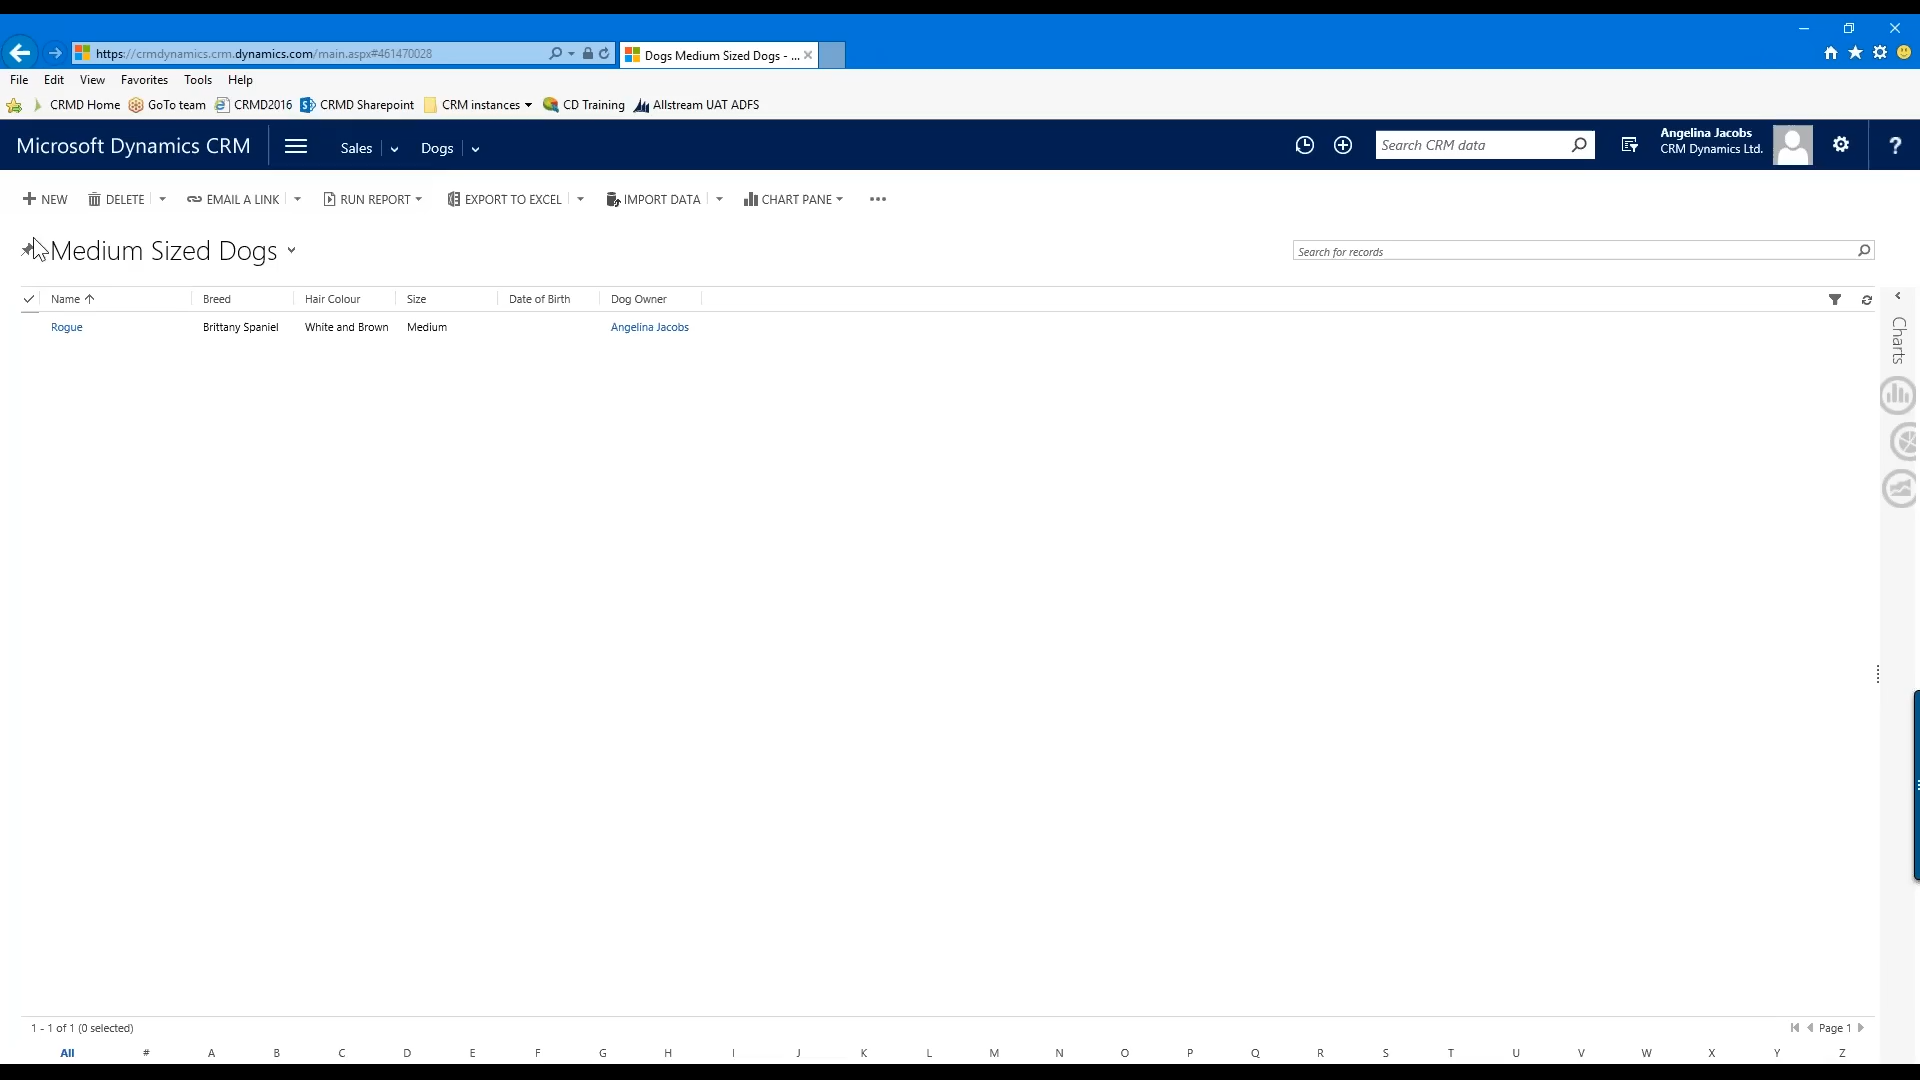 https://crmdynamics.crm.dynamics.com/main.aspx#461470028
Dogs Medium Sized Dogs - ...
File Edit View Favorites Tools Help
CRMD Home GoTo team CRMD2016 CRMD Sharepoint CRM instances CD Training Allstream UAT ADFS
Microsoft Dynamics CRM Sales Dogs Search CRM data Angelina Jacobs
CRM Dynamics Ltd. ?
NEW DELETE EMAIL A LINK RUN REPORT EXPORT TO EXCEL IMPORT DATA CHART PANE
Medium Sized Dogs Search for records
Name Breed Hair Colour Size Date of Birth Dog Owner
Rogue Brittany Spaniel White and Brown Medium Angelina Jacobs
Charts
1 - 1 of 1 (0 selected) Page 1
All # A B C D E F G H I J K L M N O P Q R S T U V W X Y Z